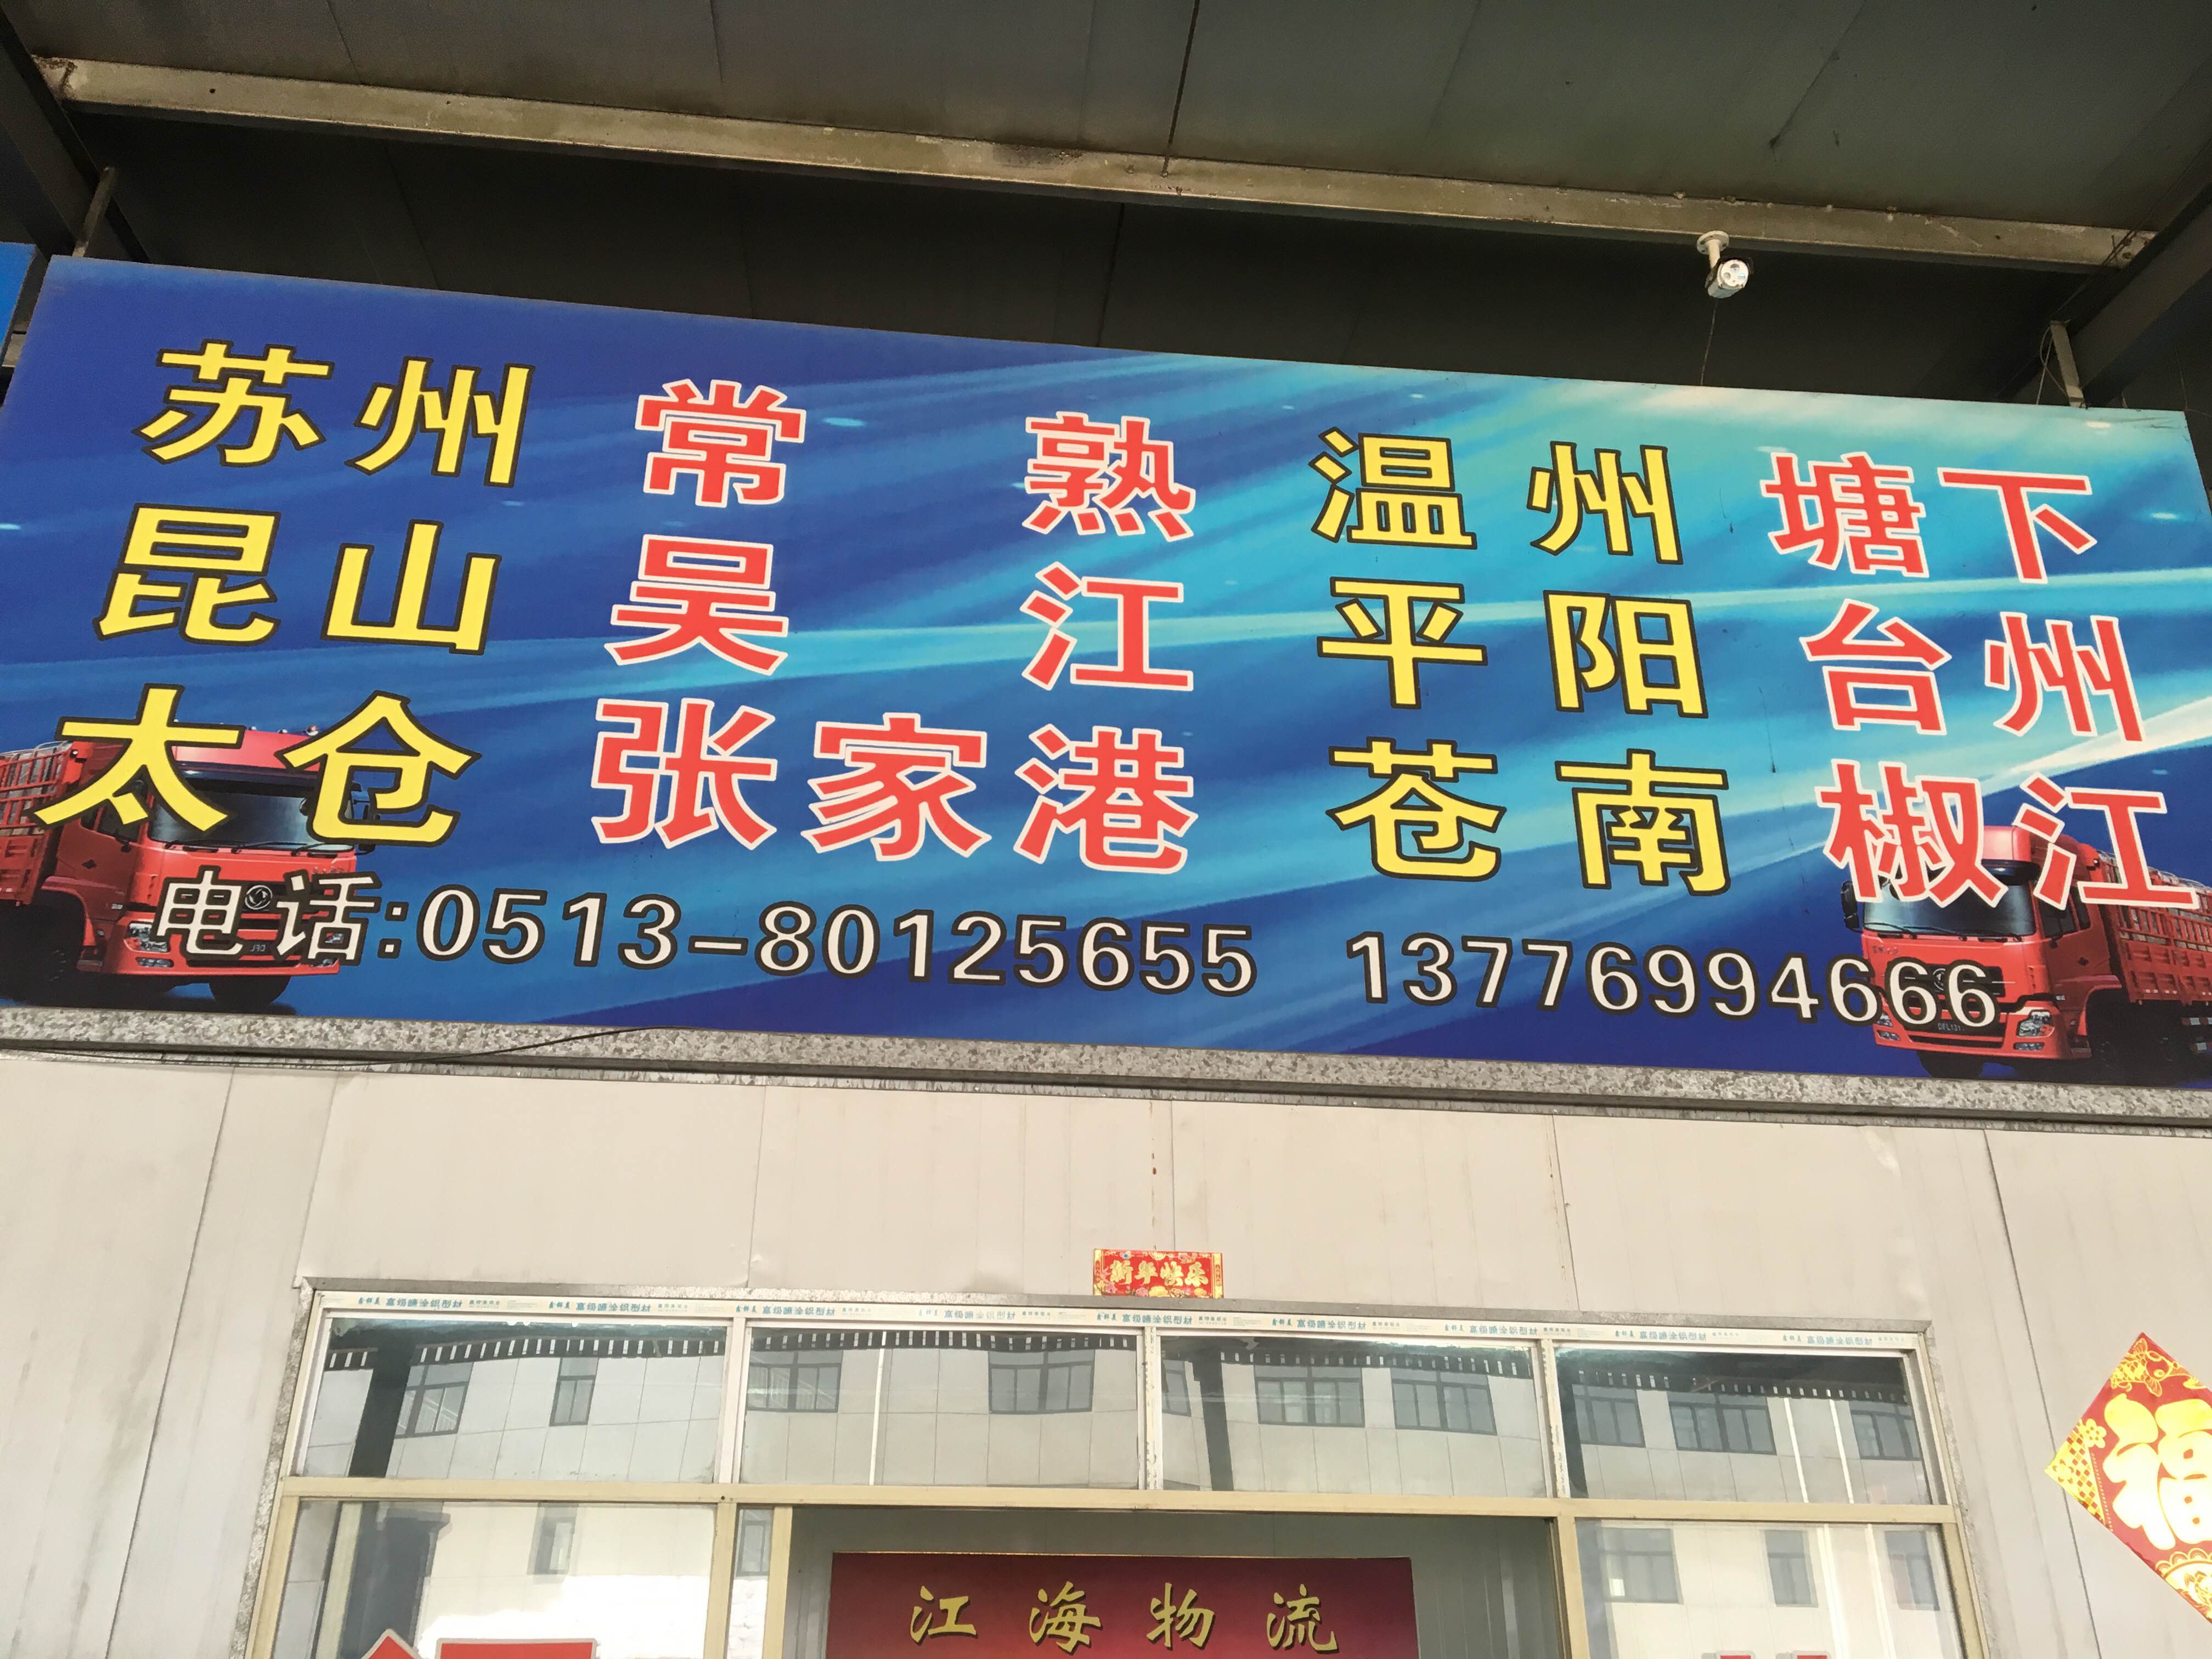 苏州 常熟 温州 塘下
昆山 吴江 平阳 台州
太仓 张家港 苍南 椒江
电话:0513-80125655 13776994666
新年快乐
福
江海物流